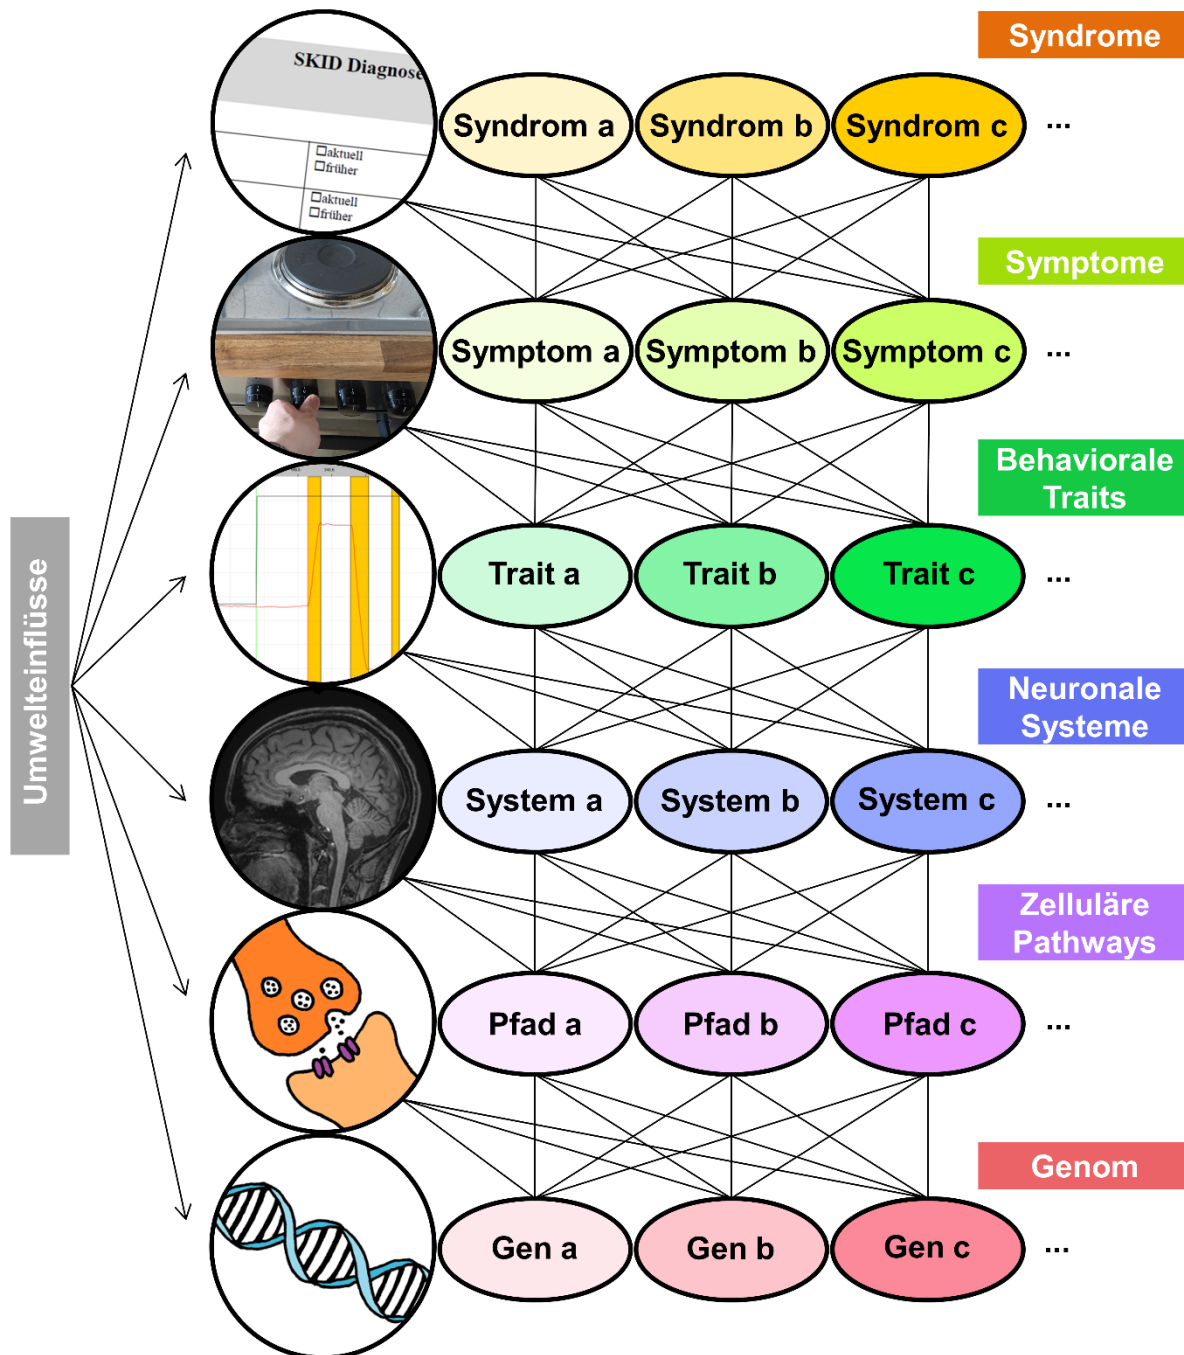 Syndrome
SKID Diagnose
☐aktuell
☐früher
☐aktuell
☐früher
Syndrom a
Syndrom b
Syndrom c
...
Symptome
Symptom a
Symptom b
Symptom c
...
Behaviorale
Traits
Trait a
Trait b
Trait c
...
Umwelteinflüsse
Neuronale
Systeme
System a
System b
System c
...
Zelluläre
Pathways
Pfad a
Pfad b
Pfad c
...
Genom
Gen a
Gen b
Gen c
...